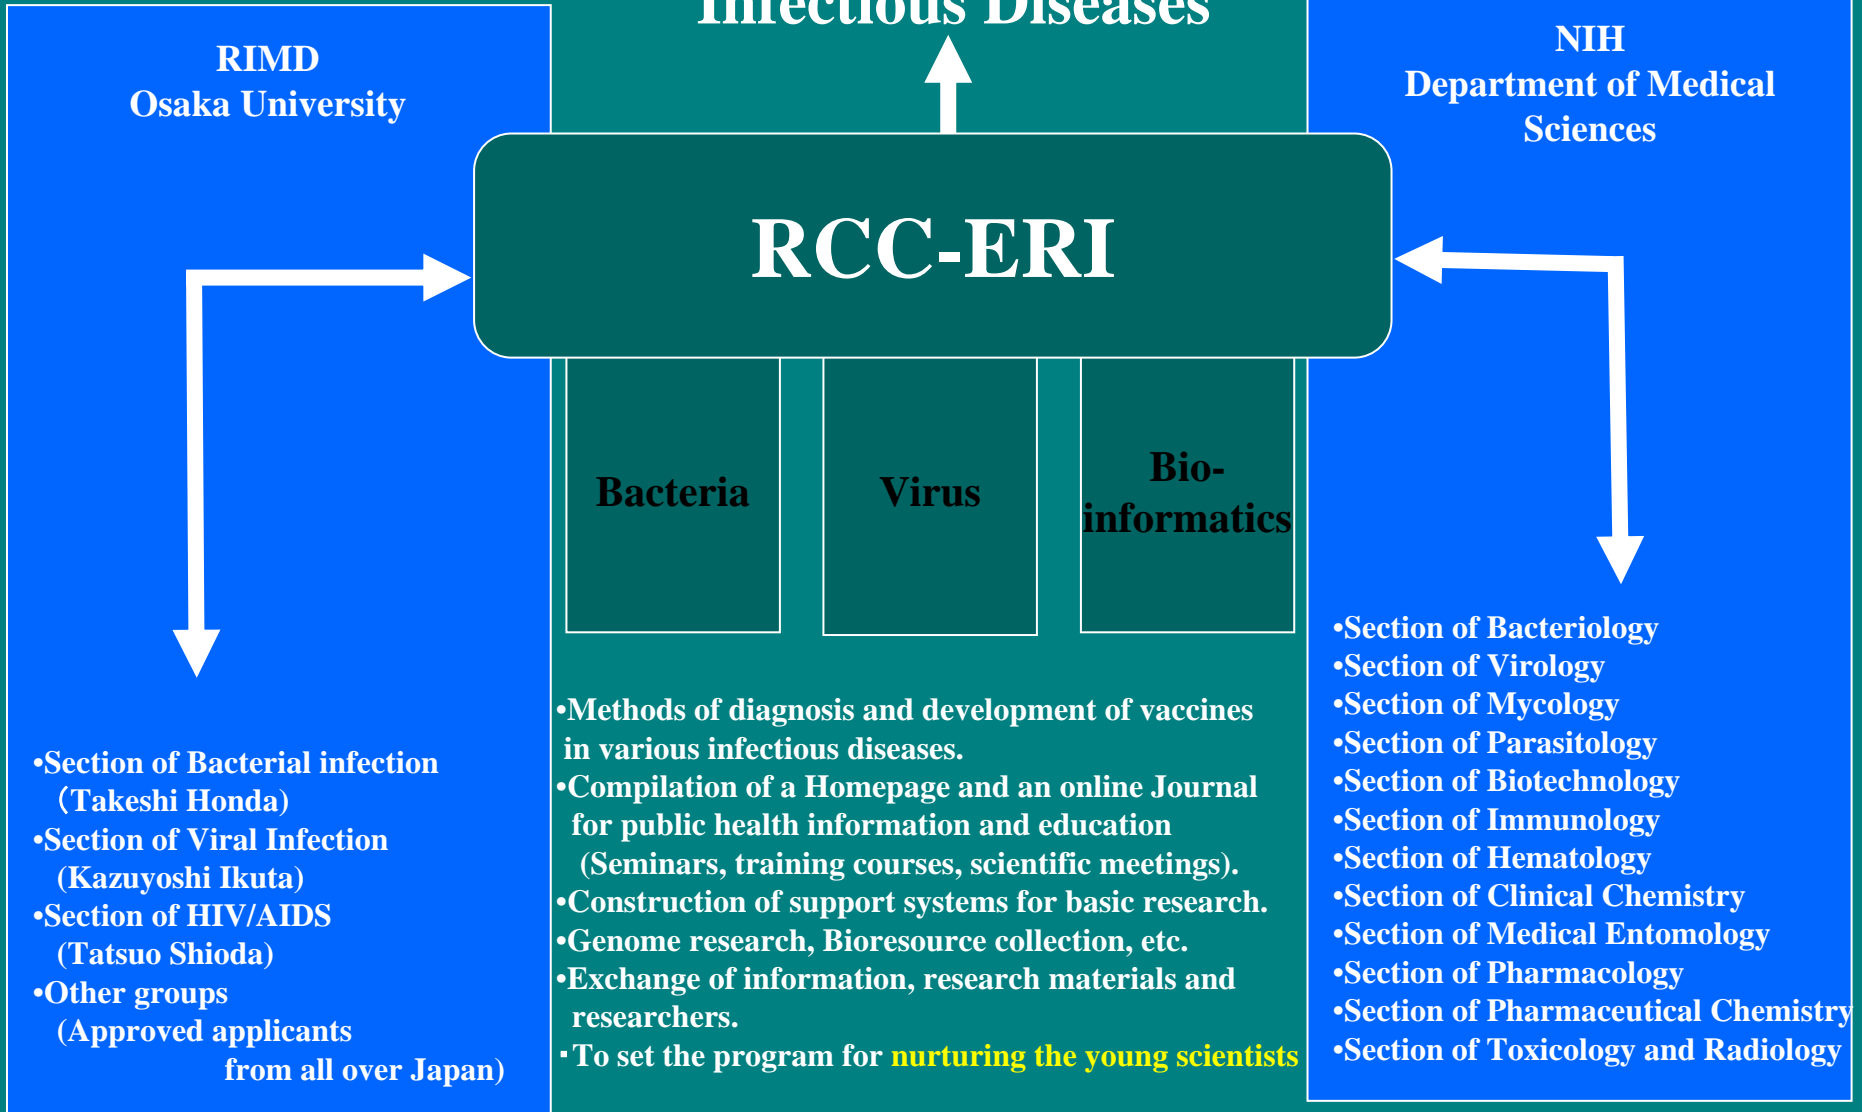 Infectious Diseases
RIMD
Osaka University
NIH
Department of Medical
Sciences
RCC-ERI
Bacteria
Virus
Bio-
informatics
•Section of Bacterial infection
（Takeshi Honda)
•Section of Viral Infection
(Kazuyoshi Ikuta)
•Section of HIV/AIDS
(Tatsuo Shioda)
•Other groups
(Approved applicants
from all over Japan)
•Methods of diagnosis and development of vaccines
in various infectious diseases.
•Compilation of a Homepage and an online Journal
for public health information and education
(Seminars, training courses, scientific meetings).
•Construction of support systems for basic research.
•Genome research, Bioresource collection, etc.
•Exchange of information, research materials and
researchers.
･To set the program for nurturing the young scientists
•Section of Bacteriology
•Section of Virology
•Section of Mycology
•Section of Parasitology
•Section of Biotechnology
•Section of Immunology
•Section of Hematology
•Section of Clinical Chemistry
•Section of Medical Entomology
•Section of Pharmacology
•Section of Pharmaceutical Chemistry
•Section of Toxicology and Radiology